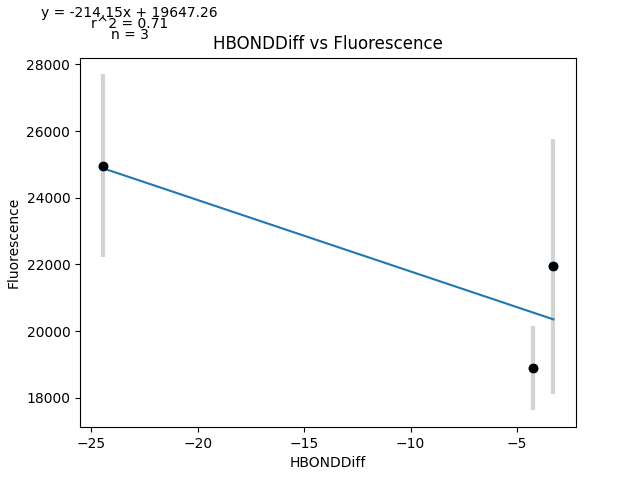 y = -214.15x + 19647.26
r^2 = 0.71
n = 3
HBONDDiff vs Fluorescence
28000
26000
24000
22000
20000
18000
Fluorescence
−25 −20 −15 −10 −5
HBONDDiff